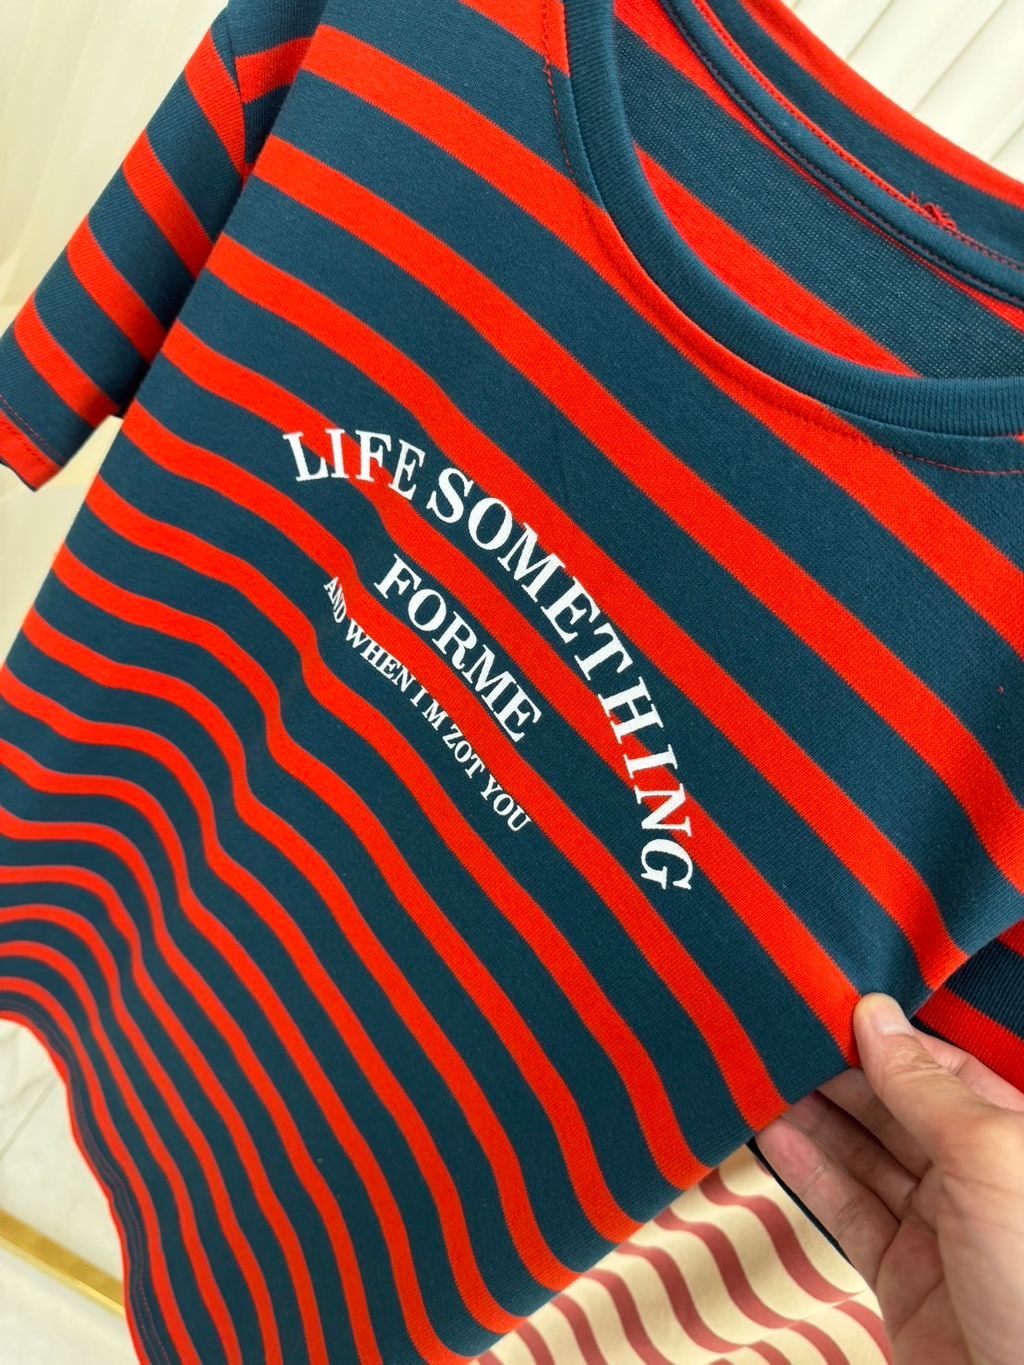 LIFE SOMETHING
FORME
AND WHEN I M ZOT YOU